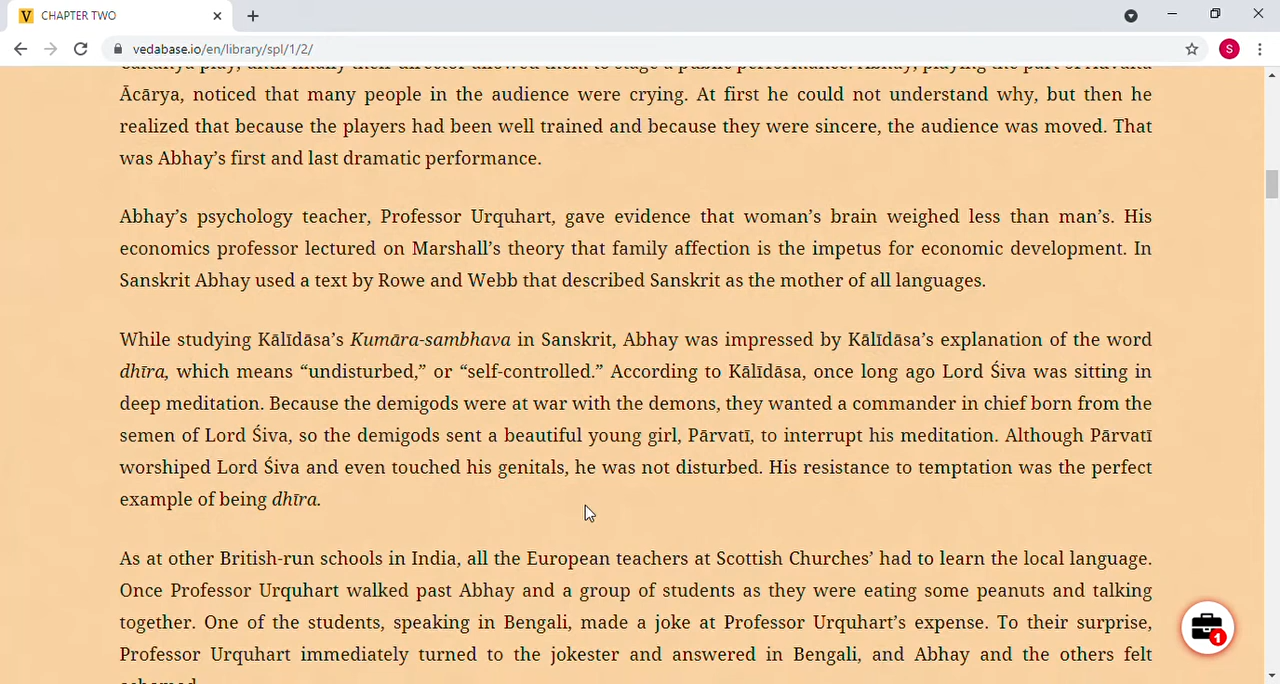 CHAPTER TWO
vedabase.io/en/library/spl/1/2/
S
Ācārya, noticed that many people in the audience were crying. At first he could not understand why, but then he
realized that because the players had been well trained and because they were sincere, the audience was moved. That
was Abhay’s first and last dramatic performance.
Abhay’s psychology teacher, Professor Urquhart, gave evidence that woman’s brain weighed less than man’s. His
economics professor lectured on Marshall’s theory that family affection is the impetus for economic development. In
Sanskrit Abhay used a text by Rowe and Webb that described Sanskrit as the mother of all languages.
While studying Kālīdāsa’s Kumāra-sambhava in Sanskrit, Abhay was impressed by Kālīdāsa’s explanation of the word
dhīra, which means “undisturbed,” or “self-controlled.” According to Kālīdāsa, once long ago Lord Śiva was sitting in
deep meditation. Because the demigods were at war with the demons, they wanted a commander in chief born from the
semen of Lord Śiva, so the demigods sent a beautiful young girl, Pārvatī, to interrupt his meditation. Although Pārvatī
worshiped Lord Śiva and even touched his genitals, he was not disturbed. His resistance to temptation was the perfect
example of being dhīra.
As at other British-run schools in India, all the European teachers at Scottish Churches’ had to learn the local language.
Once Professor Urquhart walked past Abhay and a group of students as they were eating some peanuts and talking
together. One of the students, speaking in Bengali, made a joke at Professor Urquhart’s expense. To their surprise,
Professor Urquhart immediately turned to the jokester and answered in Bengali, and Abhay and the others felt
1